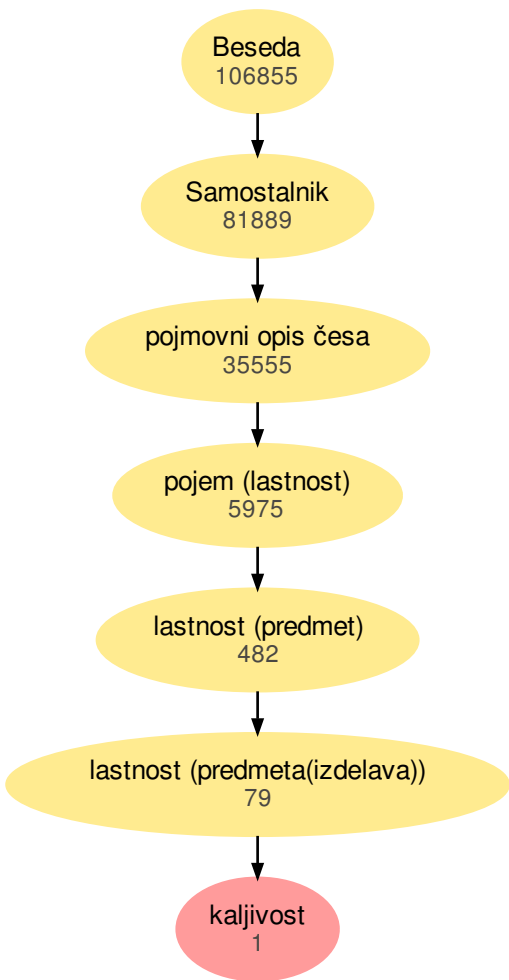 Beseda
106855
Samostalnik
81889
pojmovni opis česa
35555
pojem (lastnost)
5975
lastnost (predmet)
482
lastnost (predmeta(izdelava))
79
kaljivost
1